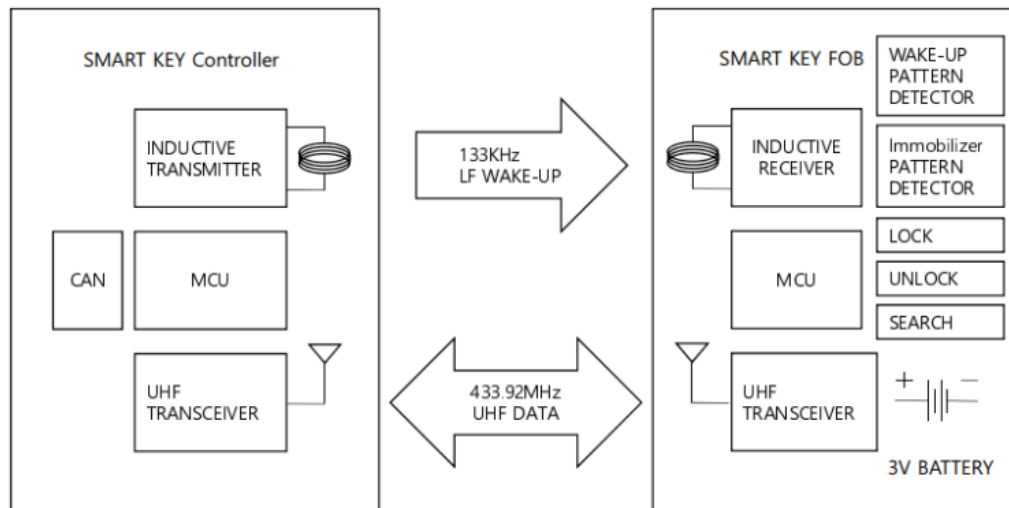 SMART KEY Controller
INDUCTIVE
TRANSMITTER
CAN
MCU
UHF
TRANSCEIVER
133KHz
LF WAKE-UP
433.92MHz
UHF DATA
SMART KEY FOB
WAKE-UP
PATTERN
DETECTOR
INDUCTIVE
RECEIVER
Immobilizer
PATTERN
DETECTOR
MCU
LOCK
UNLOCK
SEARCH
UHF
TRANSCEIVER
+ −
3V BATTERY